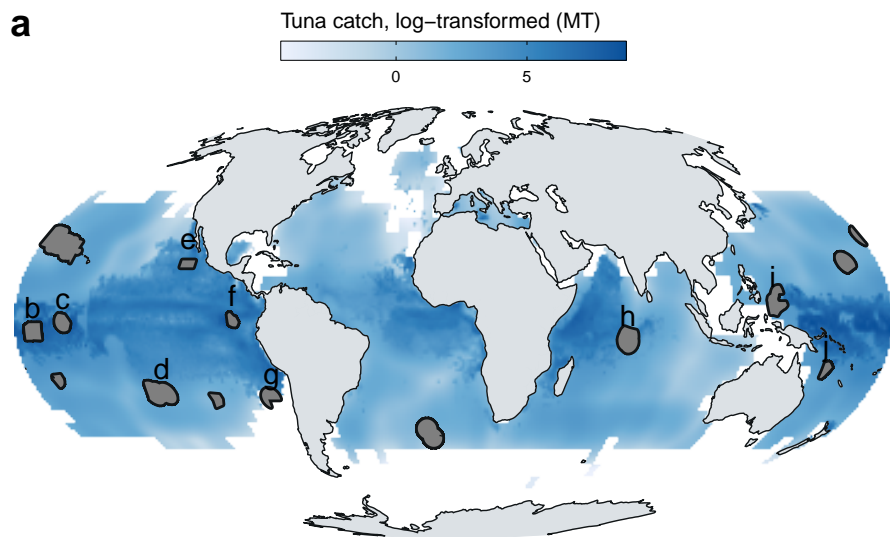 a
Tuna catch, log−transformed (MT)
0 5
e
b c f i
h
d g j